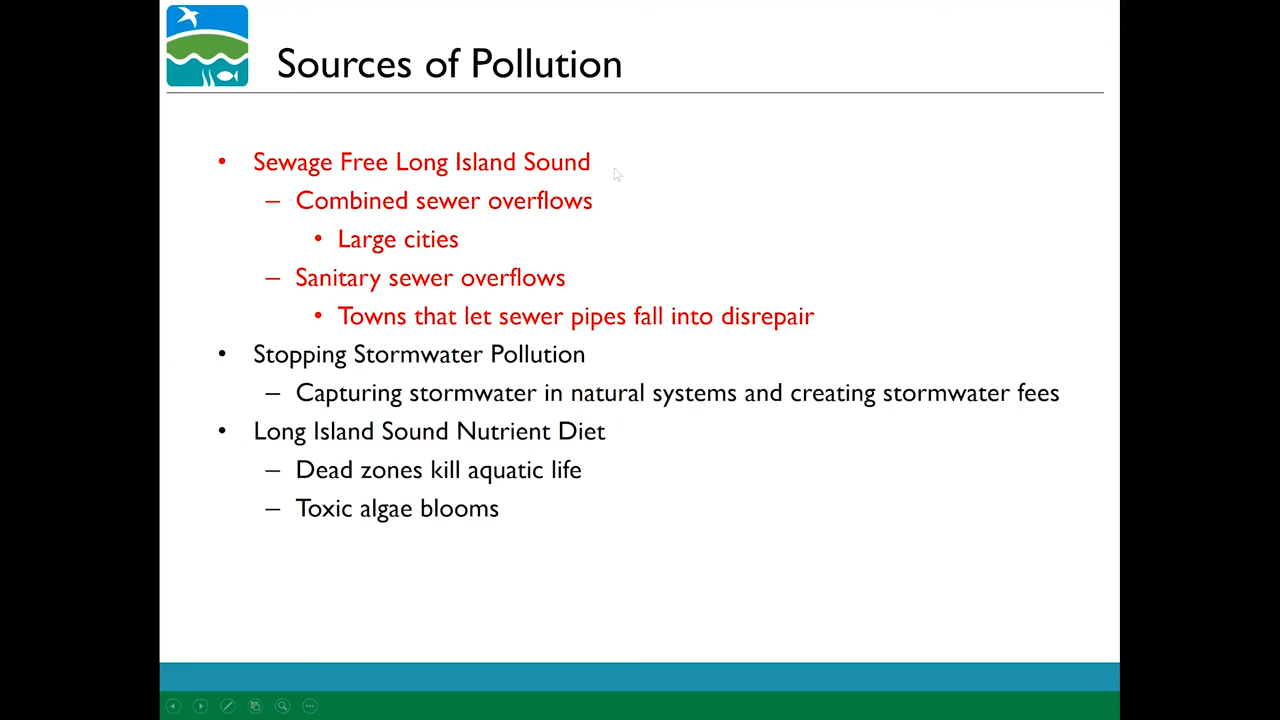 Sources of Pollution
• Sewage Free Long Island Sound
– Combined sewer overflows
• Large cities
– Sanitary sewer overflows
• Towns that let sewer pipes fall into disrepair
• Stopping Stormwater Pollution
– Capturing stormwater in natural systems and creating stormwater fees
• Long Island Sound Nutrient Diet
– Dead zones kill aquatic life
– Toxic algae blooms